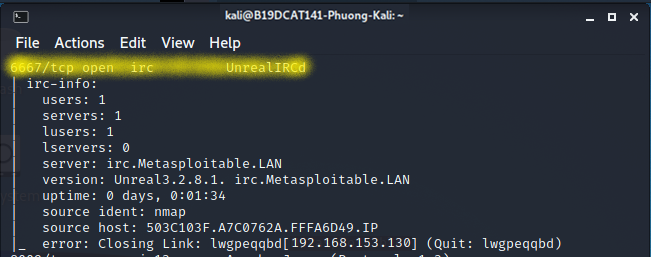 kali@B19DCAT141-Phuong-Kali: ~
File Actions Edit View Help
6667/tcp open irc UnrealIRCd
| irc-info:
|   users: 1
|   servers: 1
|   lusers: 1
|   lservers: 0
|   server: irc.Metasploitable.LAN
|   version: Unreal3.2.8.1. irc.Metasploitable.LAN
|   uptime: 0 days, 0:01:34
|   source ident: nmap
|   source host: 503C103F.A7C0762A.FFFA6D49.IP
|_  error: Closing Link: lwgpeqqbd[192.168.153.130] (Quit: lwgpeqqbd)